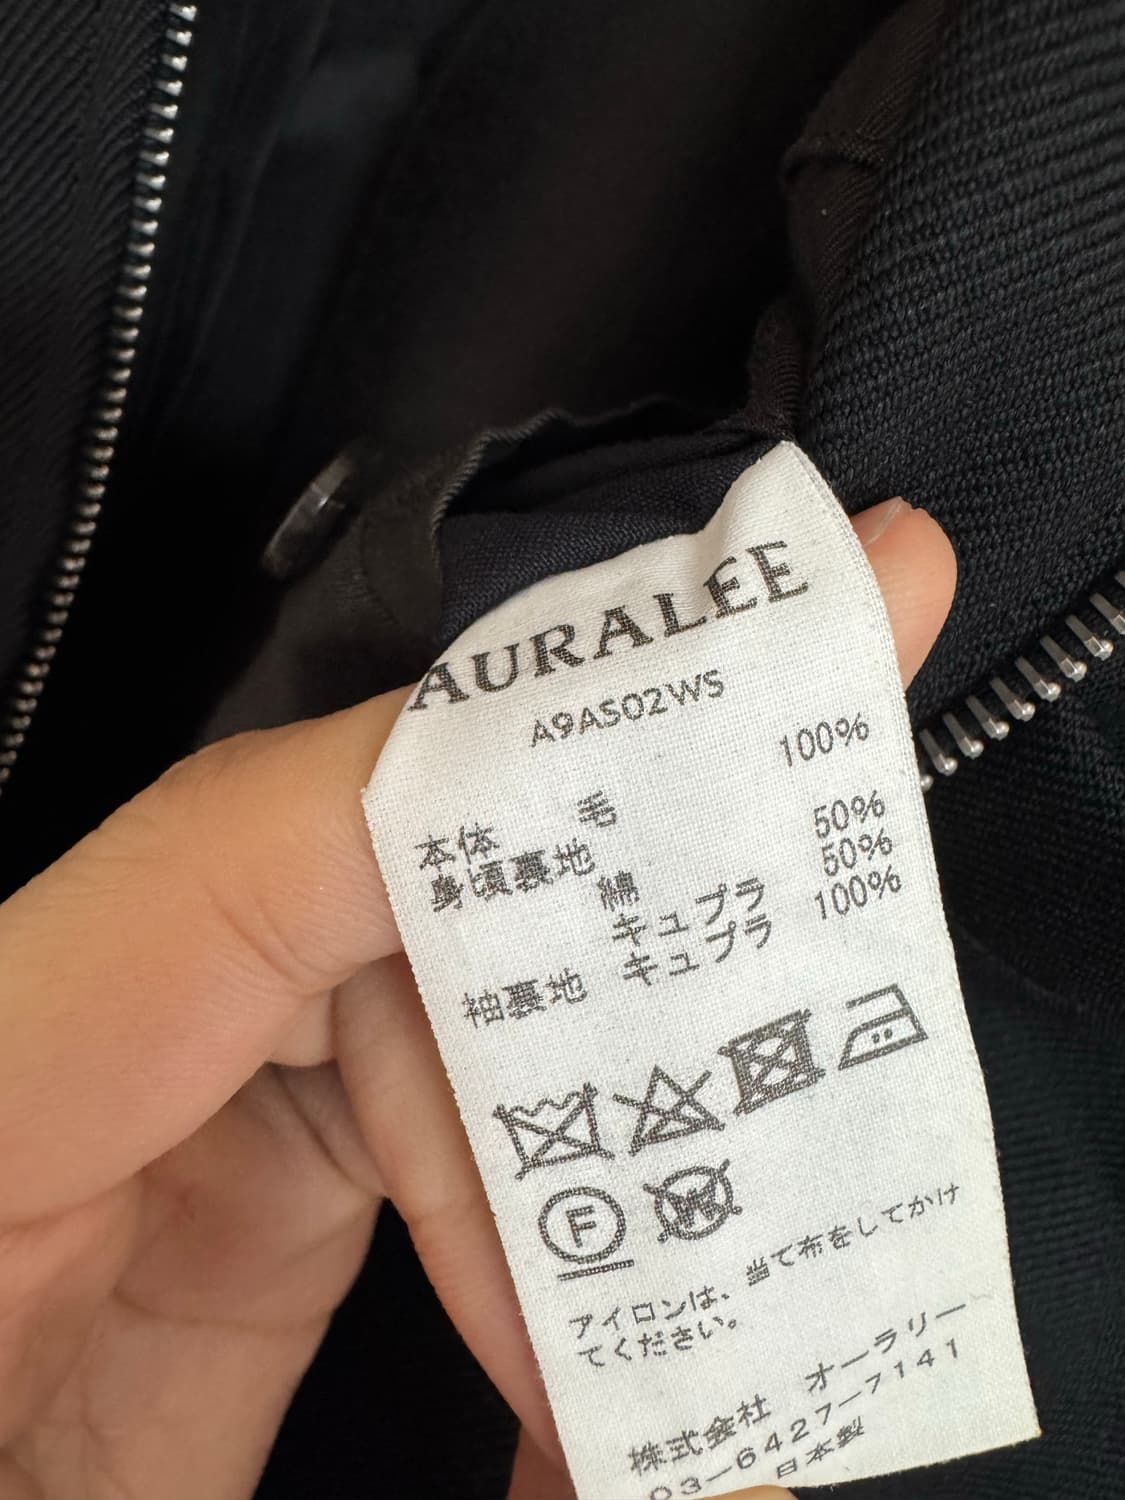 AURALEE
A9AS02WS
本体 毛 100%
身頃裏地 綿 50%
キュプラ 50%
袖裏地 キュプラ 100%
F
W
アイロンは、当て布をしてかけ
てください。
株式会社 オーラリー
03-6427-7141
日本製